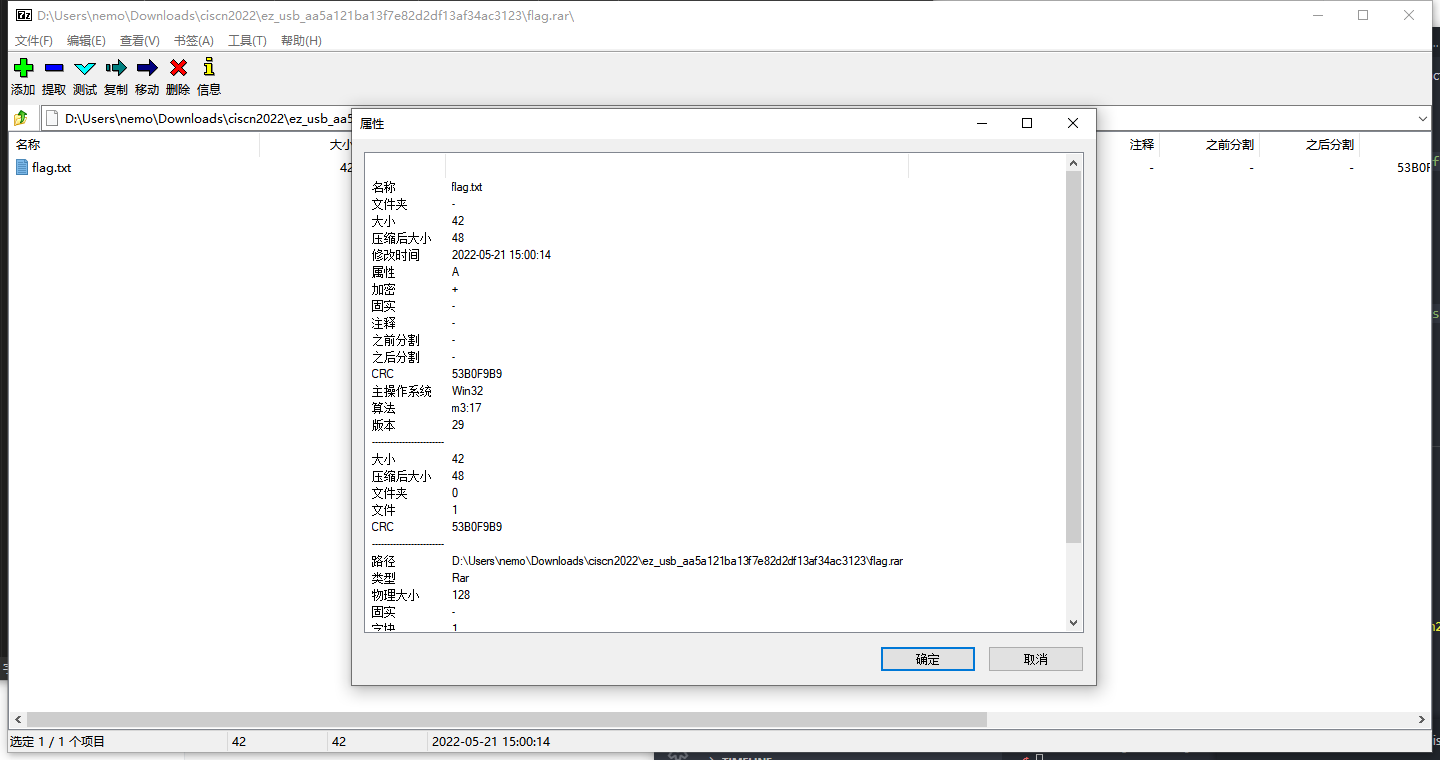 D:\Users\nemo\Downloads\ciscn2022\ez_usb_aa5a121ba13f7e82d2df13af34ac3123\flag.rar\
文件(F) 编辑(E) 查看(V) 书签(A) 工具(T) 帮助(H)
添加 提取 测试 复制 移动 删除 信息
D:\Users\nemo\Downloads\ciscn2022\ez_usb_aa5
名称 大小 注释 之前分割 之后分割
flag.txt 42 - - - 53B0F
属性
名称 flag.txt
文件夹 -
大小 42
压缩后大小 48
修改时间 2022-05-21 15:00:14
属性 A
加密 +
固实 -
注释 -
之前分割 -
之后分割 -
CRC 53B0F9B9
主操作系统 Win32
算法 m3:17
版本 29
------------------------
大小 42
压缩后大小 48
文件夹 0
文件 1
CRC 53B0F9B9
------------------------
路径 D:\Users\nemo\Downloads\ciscn2022\ez_usb_aa5a121ba13f7e82d2df13af34ac3123\flag.rar
类型 Rar
物理大小 128
固实 -
字块 1
确定 取消
选定 1 / 1 个项目 42 42 2022-05-21 15:00:14
TIMELINE